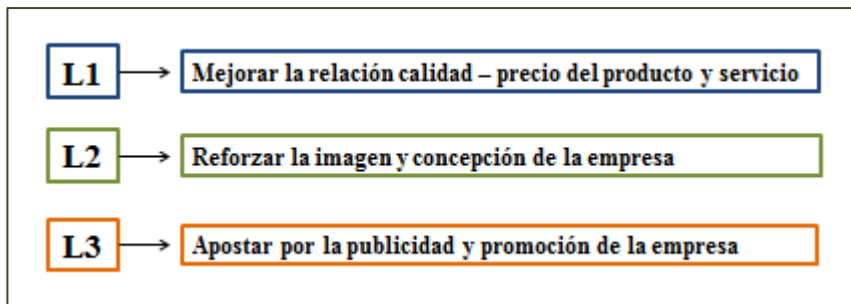 L1 Mejorar la relación calidad – precio del producto y servicio
L2 Reforzar la imagen y concepción de la empresa
L3 Apostar por la publicidad y promoción de la empresa